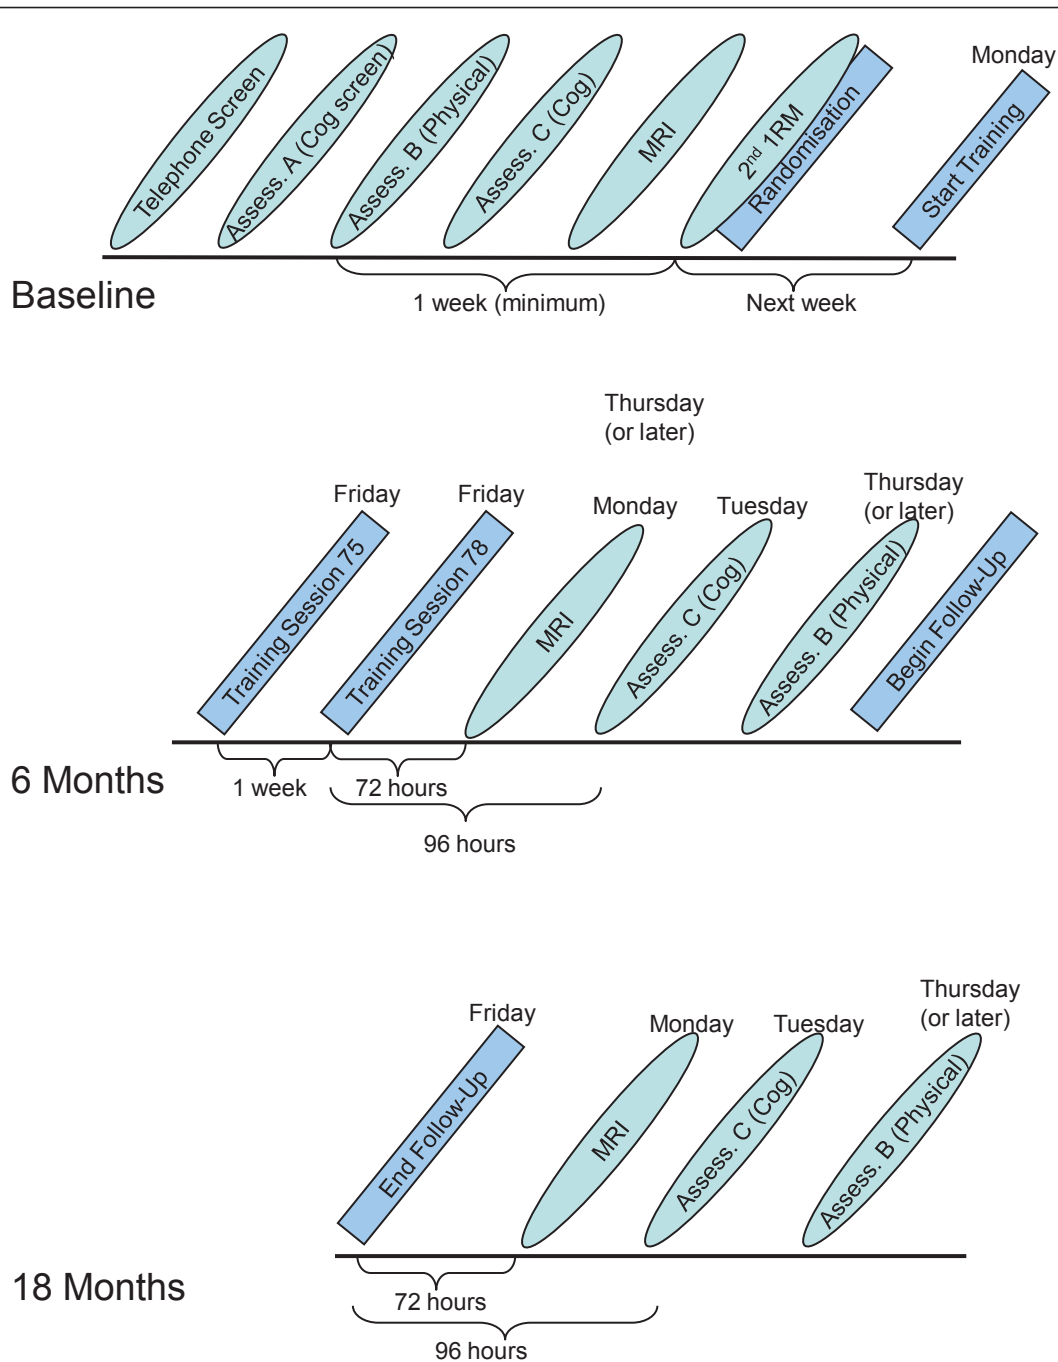 Monday
Telephone Screen
Assess. A (Cog screen)
Assess. B (Physical)
Assess. C (Cog)
MRI
2nd 1RM
Randomisation
Start Training
Baseline
1 week (minimum)
Next week
Thursday
(or later)
Friday
Friday
Monday
Tuesday
Thursday
(or later)
Training Session 75
Training Session 78
MRI
Assess. C (Cog)
Assess. B (Physical)
Begin Follow-Up
6 Months
1 week
72 hours
96 hours
Friday
Monday
Tuesday
Thursday
(or later)
End Follow-Up
MRI
Assess. C (Cog)
Assess. B (Physical)
18 Months
72 hours
96 hours